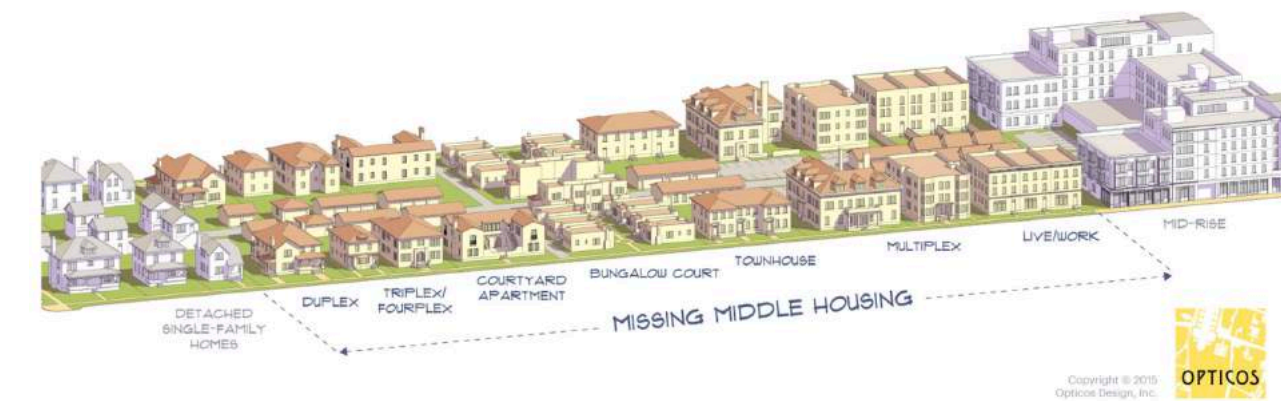 DETACHED
SINGLE-FAMILY
HOMES
DUPLEX
TRIPLEX/
FOURPLEX
COURTYARD
APARTMENT
BUNGALOW COURT
TOWNHOUSE
MULTIPLEX
LIVE/WORK
MID-RISE
MISSING MIDDLE HOUSING
Copyright © 2015
Opticos Design, Inc.
OPTICOS